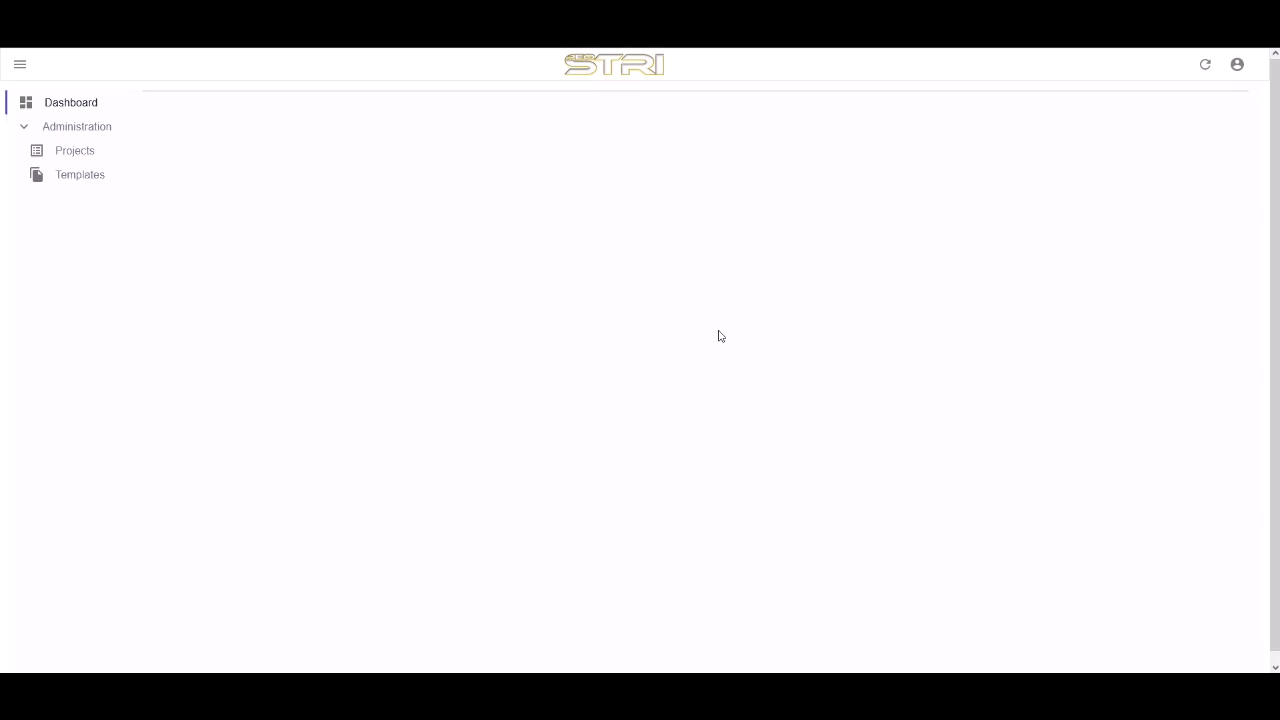 STRI
Dashboard
Administration
Projects
Templates